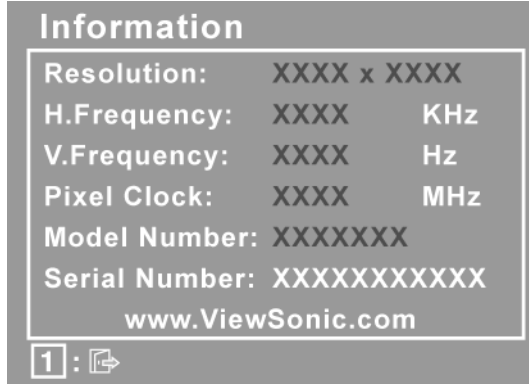 Information
Resolution: XXXX x XXXX
H.Frequency: XXXX KHz
V.Frequency: XXXX Hz
Pixel Clock: XXXX MHz
Model Number: XXXXXXX
Serial Number: XXXXXXXXXXX
www.ViewSonic.com
1 :